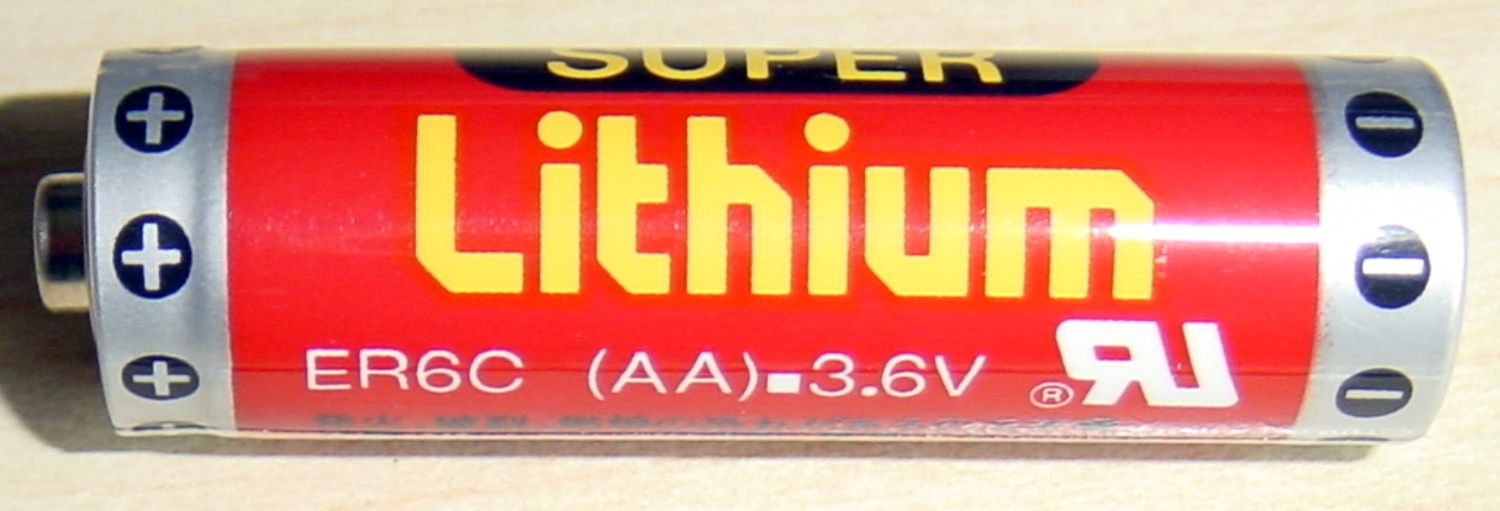 SUPER
Lithium
ER6C (AA)▪3.6V
®